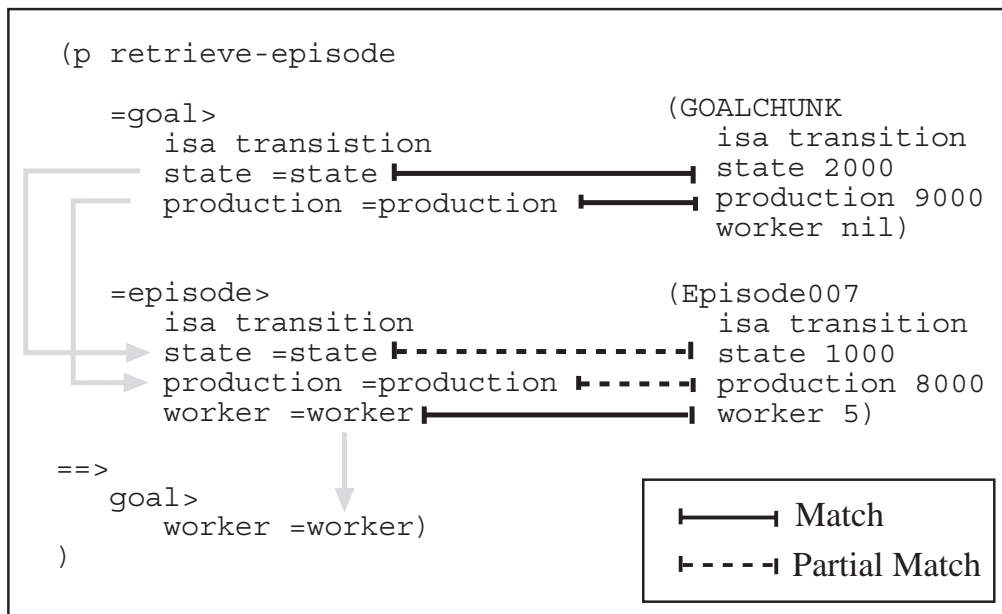 (p retrieve-episode
=goal>
isa transistion
state =state
production =production
(GOALCHUNK
isa transition
state 2000
production 9000
worker nil)
=episode>
isa transition
state =state
production =production
worker =worker
(Episode007
isa transition
state 1000
production 8000
worker 5)
==>
goal>
worker =worker)
)
Match
Partial Match